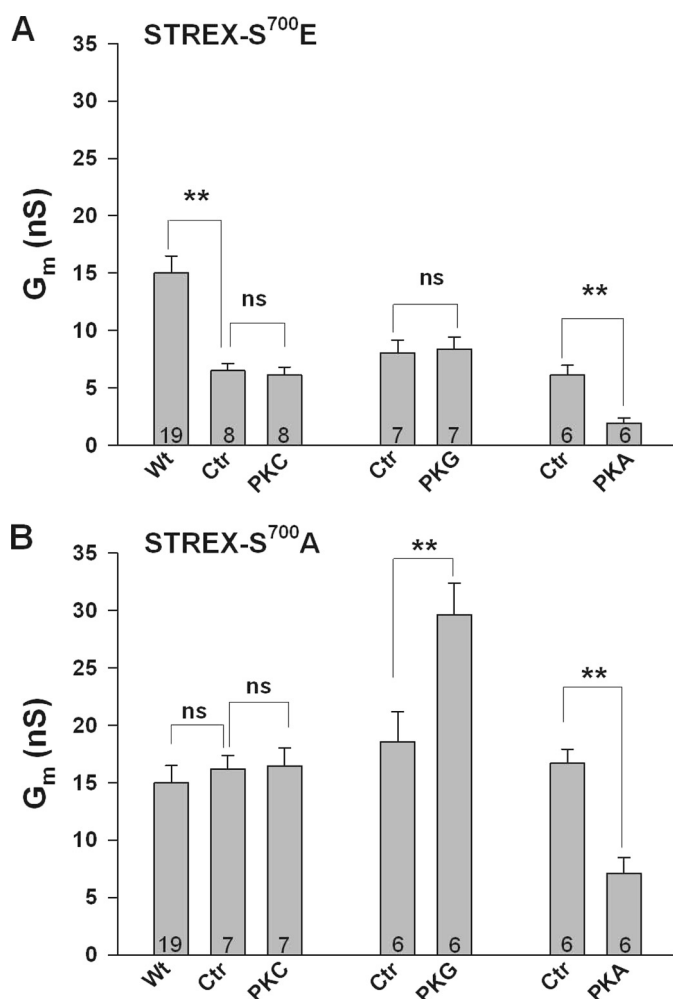 A STREX-S⁷⁰⁰E
35
30
25
20
15
10
5
0
Gₘ (nS)
**
ns
ns
**
19 8 8 7 7 6 6
Wt Ctr PKC Ctr PKG Ctr PKA
B STREX-S⁷⁰⁰A
35
30
25
20
15
10
5
0
Gₘ (nS)
ns
ns
**
**
19 7 7 6 6 6 6
Wt Ctr PKC Ctr PKG Ctr PKA